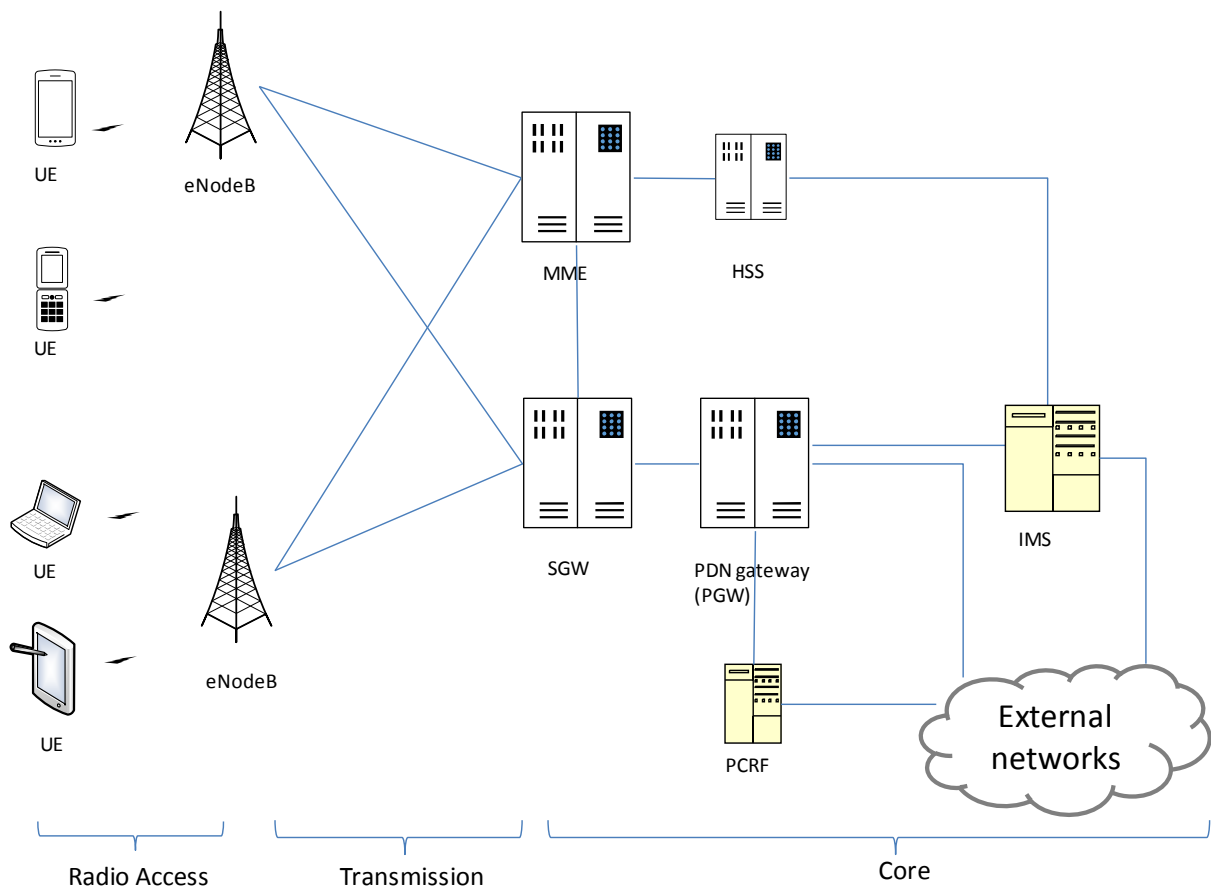 UE
eNodeB
MME
HSS
UE
UE
SGW
PDN gateway
(PGW)
IMS
eNodeB
UE
PCRF
External
networks
Radio Access
Transmission
Core